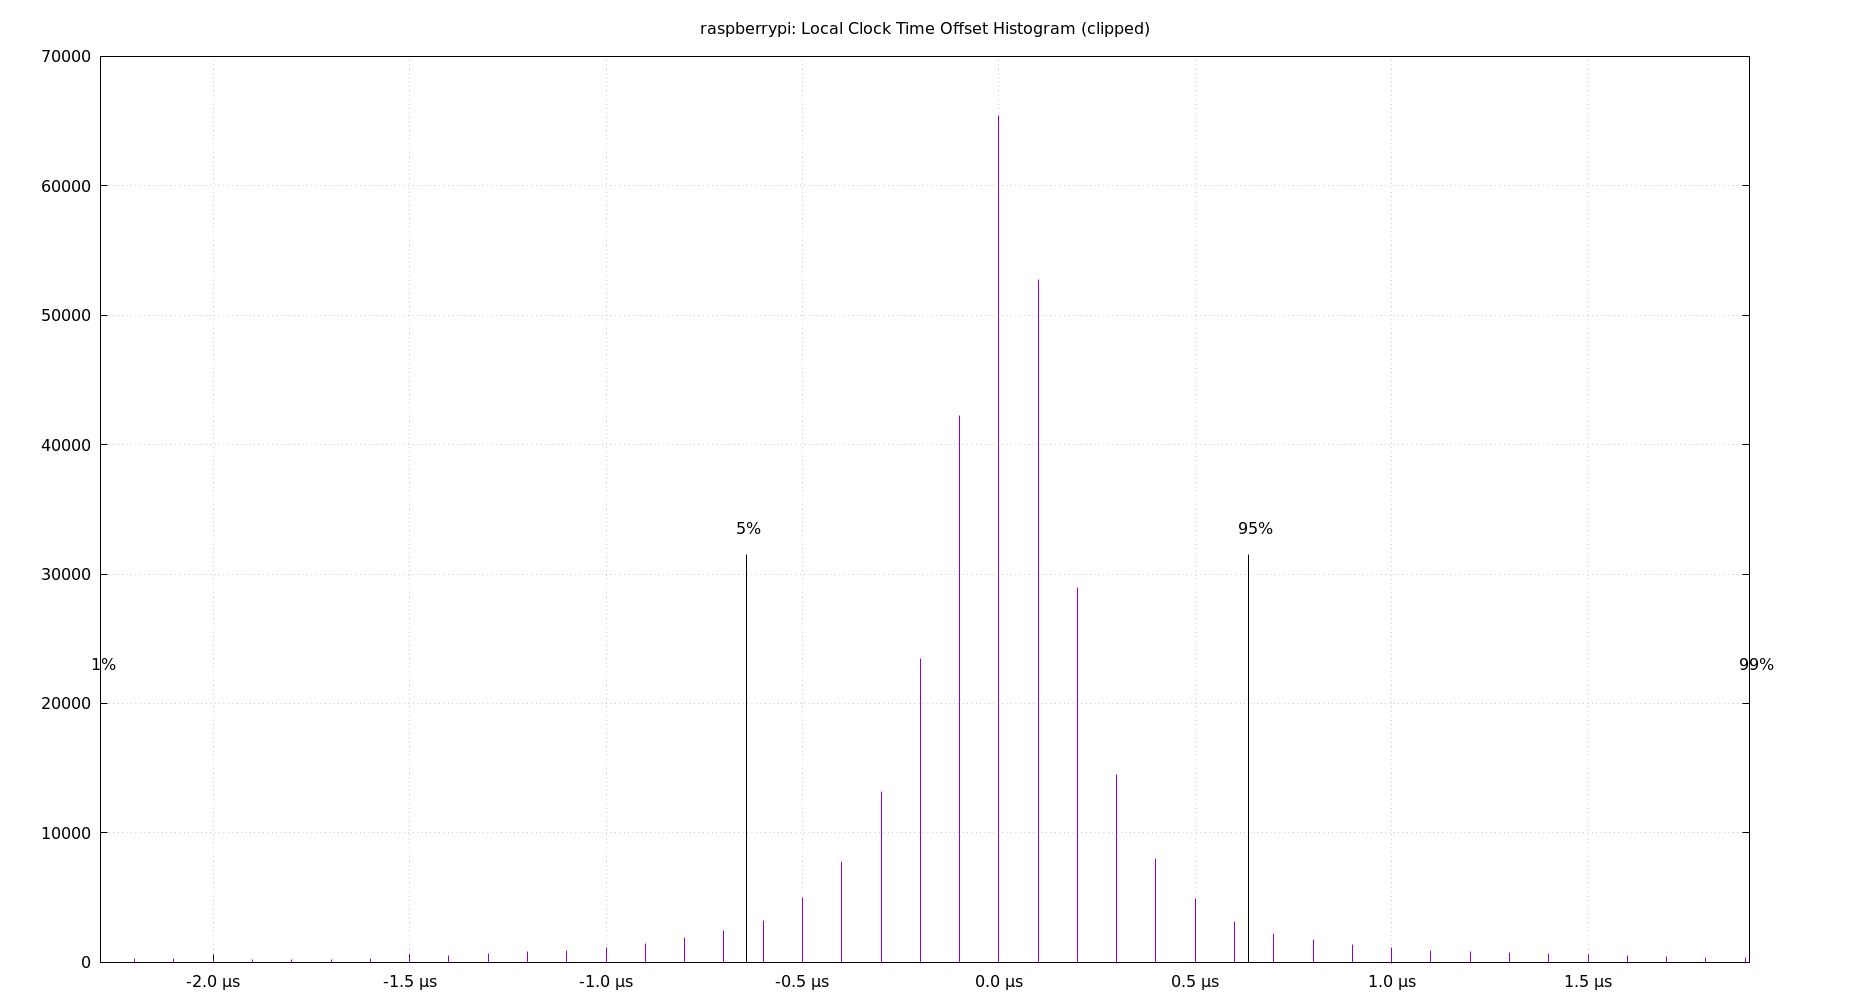 raspberrypi: Local Clock Time Offset Histogram (clipped)
70000
60000
50000
40000
5%
95%
30000
1%
99%
20000
10000
0
-2.0 µs
-1.5 µs
-1.0 µs
-0.5 µs
0.0 µs
0.5 µs
1.0 µs
1.5 µs